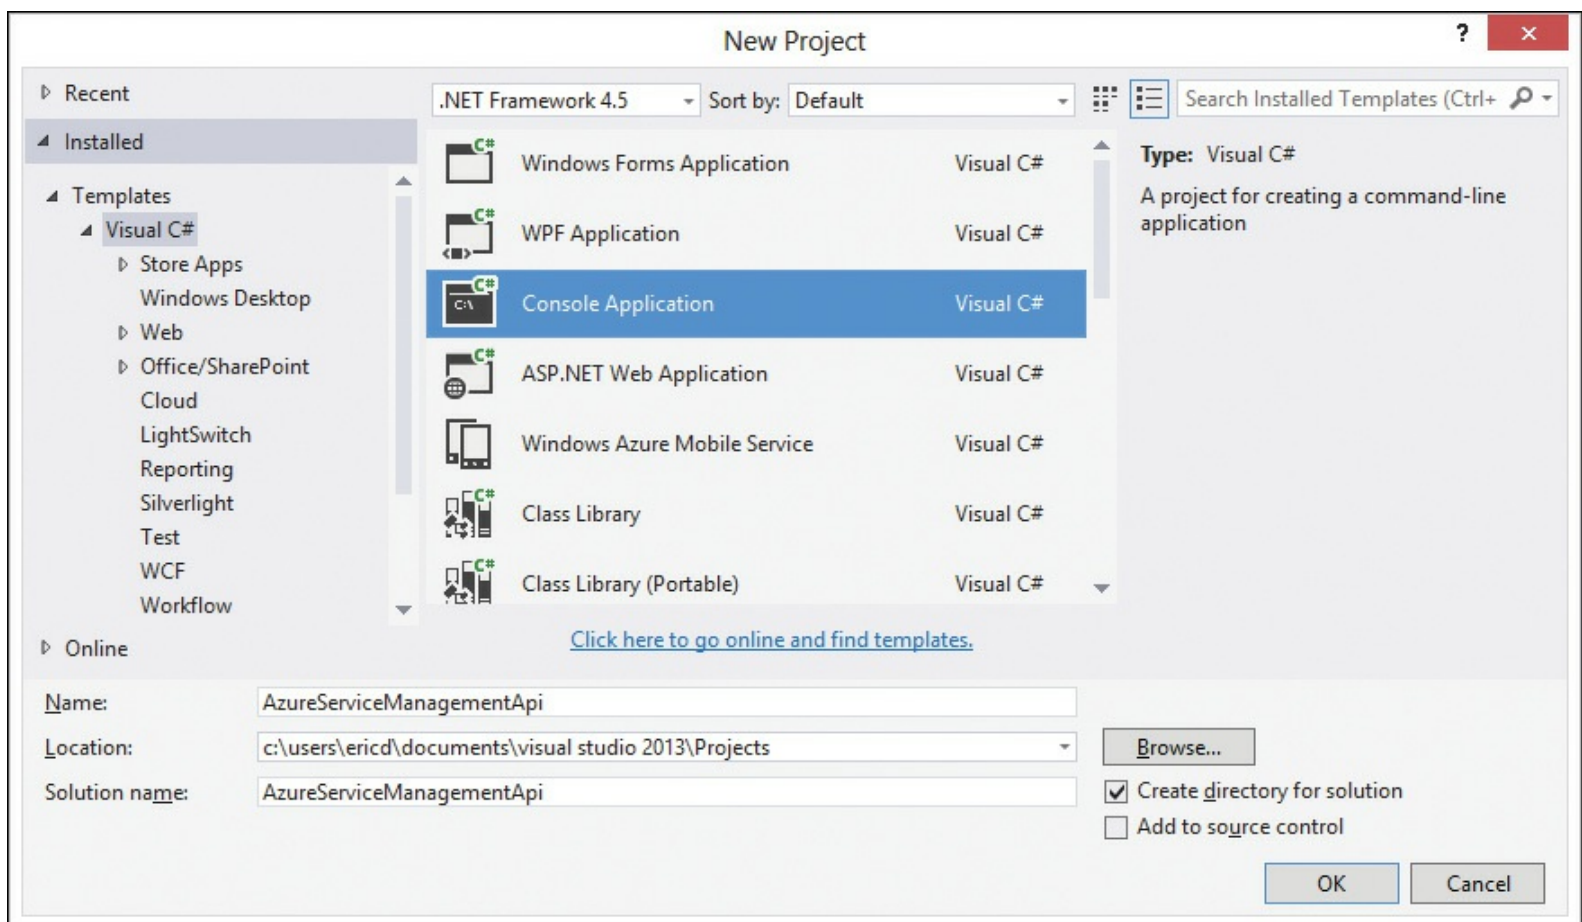 New Project
?
Recent
Installed
Templates
Visual C#
Store Apps
Windows Desktop
Web
Office/SharePoint
Cloud
LightSwitch
Reporting
Silverlight
Test
WCF
Workflow
Online
.NET Framework 4.5 Sort by: Default
Search Installed Templates (Ctrl+
C# Windows Forms Application Visual C#
C# WPF Application Visual C#
C# C:\ Console Application Visual C#
C# ASP.NET Web Application Visual C#
Windows Azure Mobile Service Visual C#
C# Class Library Visual C#
C# Class Library (Portable) Visual C#
Click here to go online and find templates.
Type: Visual C#
A project for creating a command-line
application
Name: AzureServiceManagementApi
Location: c:\users\ericd\documents\visual studio 2013\Projects
Browse...
Solution name: AzureServiceManagementApi
Create directory for solution
Add to source control
OK Cancel